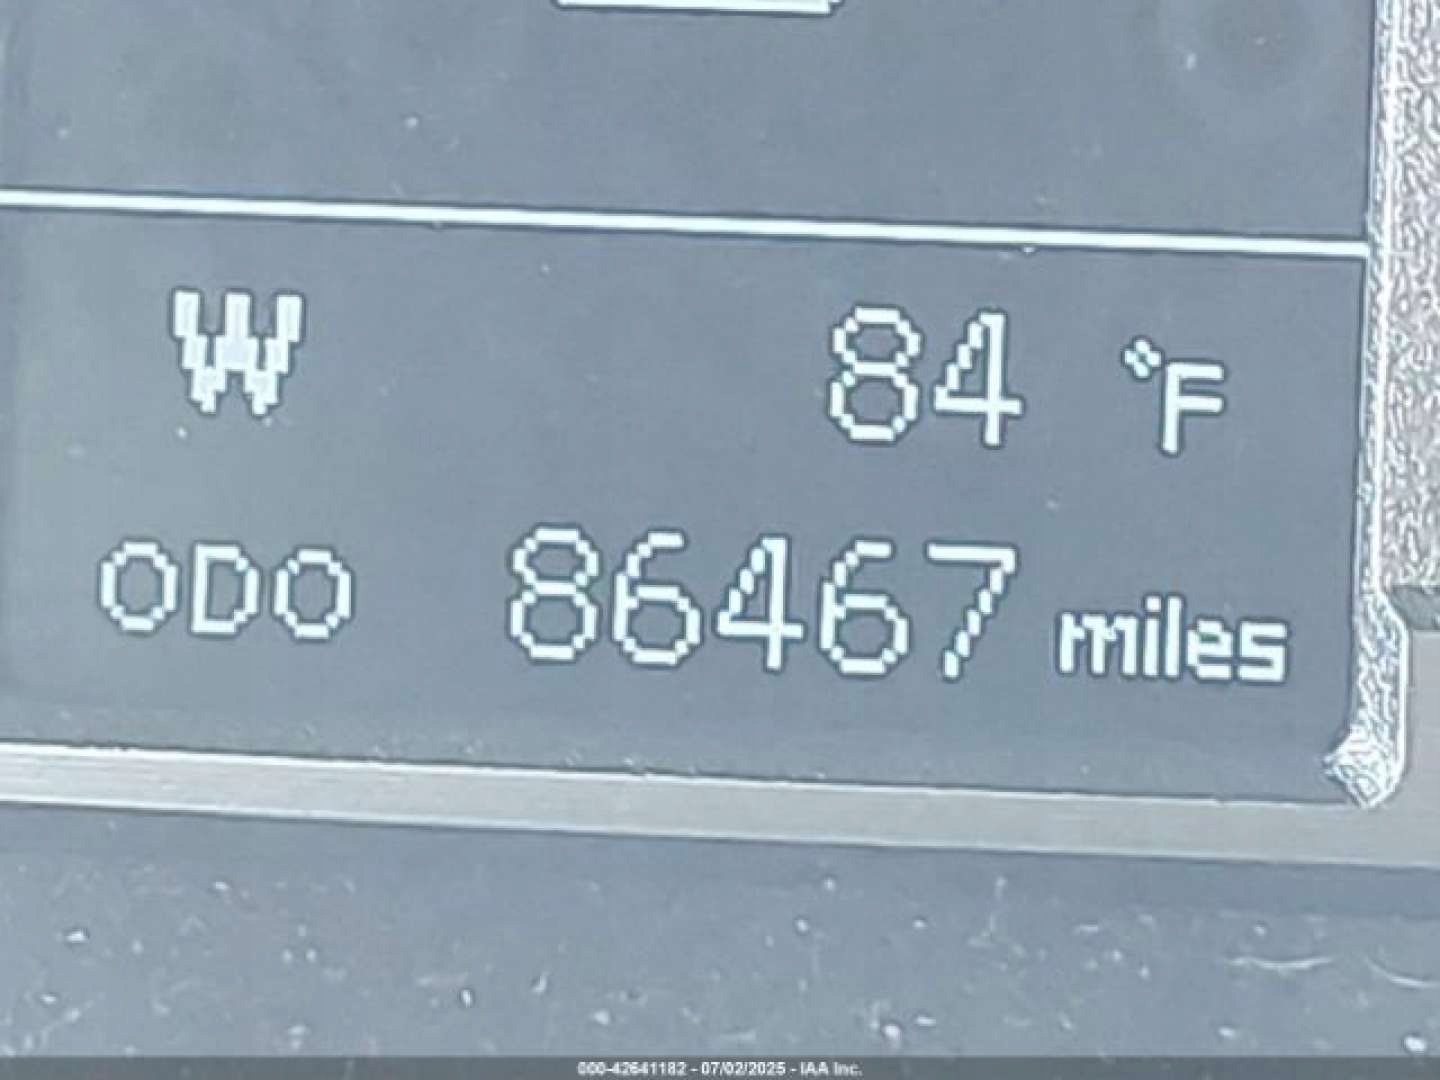 W 84 °F
ODO 86467 miles
000-42641182 - 07/02/2025 - IAA Inc.